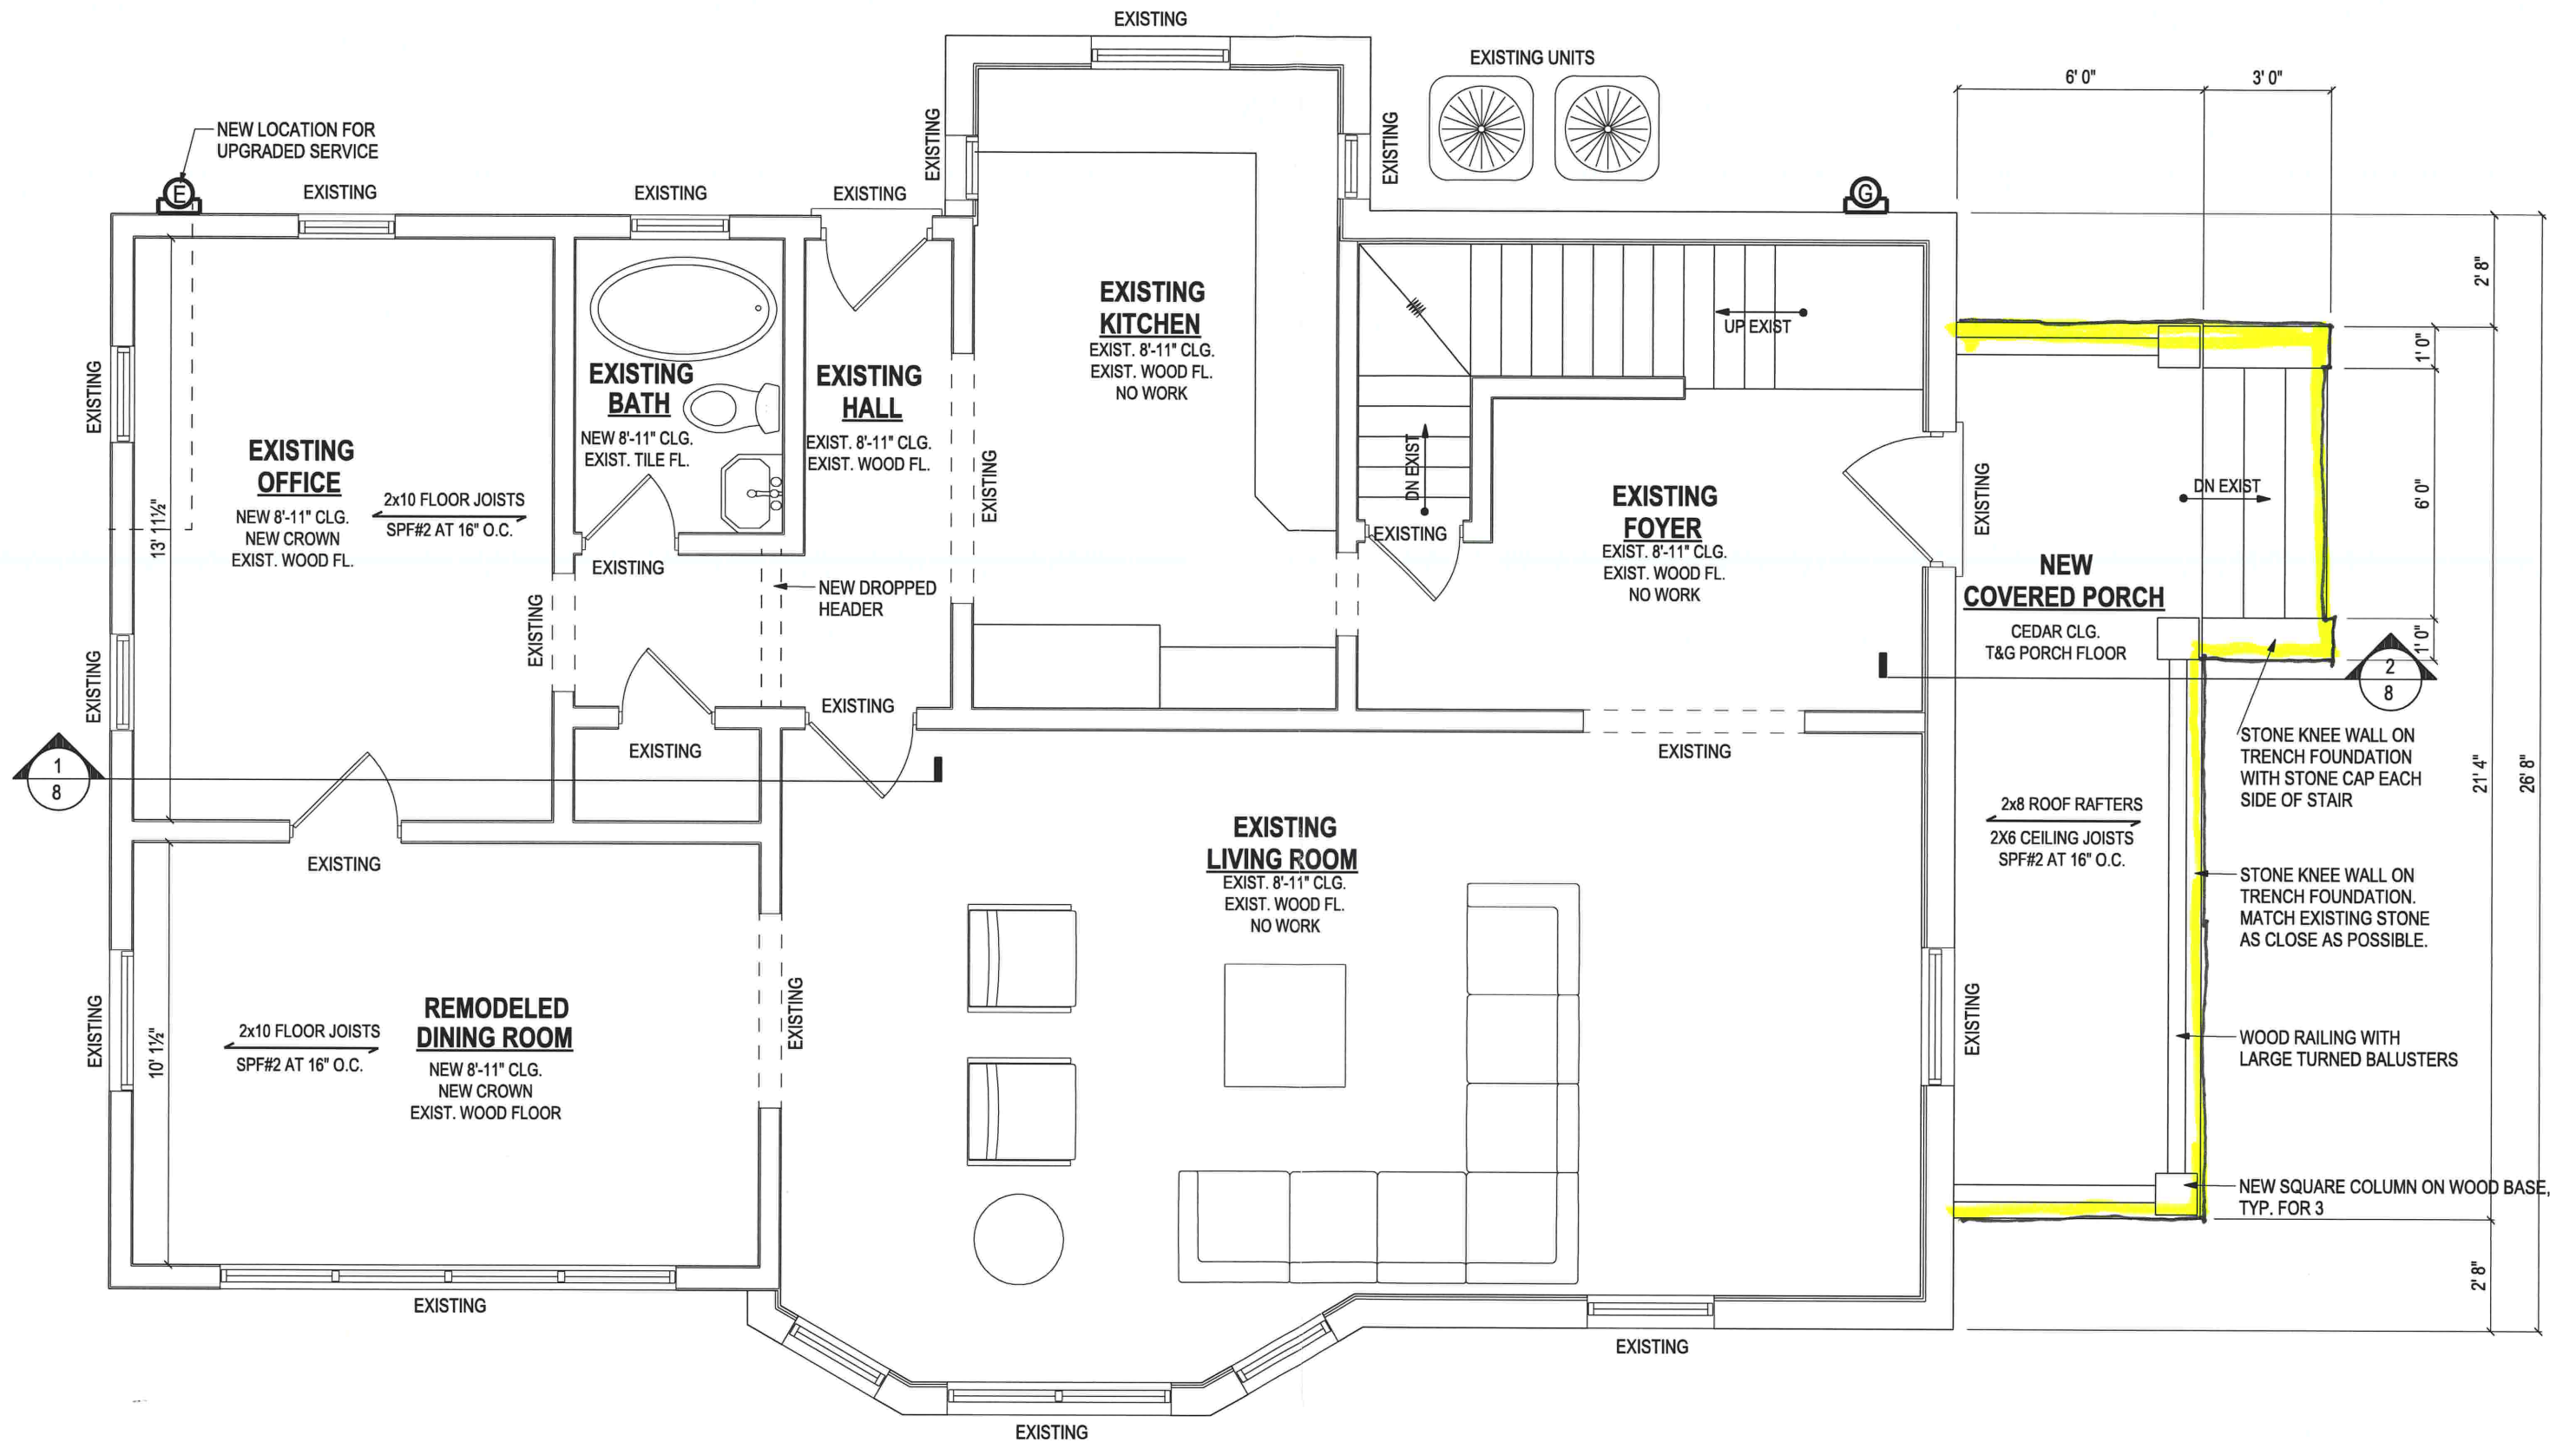 EXISTING
EXISTING UNITS
6' 0"
3' 0"
NEW LOCATION FOR
UPGRADED SERVICE
E
EXISTING
EXISTING
EXISTING
EXISTING
EXISTING
G
2' 8"
EXISTING
KITCHEN
EXIST. 8'-11" CLG.
EXIST. WOOD FL.
NO WORK
UP EXIST
1' 0"
EXISTING
EXISTING
BATH
NEW 8'-11" CLG.
EXIST. TILE FL.
EXISTING
HALL
EXIST. 8'-11" CLG.
EXIST. WOOD FL.
EXISTING
OFFICE
NEW 8'-11" CLG.
NEW CROWN
EXIST. WOOD FL.
2x10 FLOOR JOISTS
SPF#2 AT 16" O.C.
13' 11½"
EXISTING
DN EXIST
EXISTING
EXISTING
FOYER
EXIST. 8'-11" CLG.
EXIST. WOOD FL.
NO WORK
EXISTING
DN EXIST
6' 0"
NEW
COVERED PORCH
CEDAR CLG.
T&G PORCH FLOOR
EXISTING
NEW DROPPED
HEADER
EXISTING
EXISTING
1' 0"
2
8
EXISTING
EXISTING
EXISTING
1
8
STONE KNEE WALL ON
TRENCH FOUNDATION
WITH STONE CAP EACH
SIDE OF STAIR
21' 4"
26' 8"
2x8 ROOF RAFTERS
2X6 CEILING JOISTS
SPF#2 AT 16" O.C.
EXISTING
EXISTING
LIVING ROOM
EXIST. 8'-11" CLG.
EXIST. WOOD FL.
NO WORK
STONE KNEE WALL ON
TRENCH FOUNDATION.
MATCH EXISTING STONE
AS CLOSE AS POSSIBLE.
EXISTING
10' 1½"
2x10 FLOOR JOISTS
SPF#2 AT 16" O.C.
REMODELED
DINING ROOM
NEW 8'-11" CLG.
NEW CROWN
EXIST. WOOD FLOOR
EXISTING
EXISTING
WOOD RAILING WITH
LARGE TURNED BALUSTERS
NEW SQUARE COLUMN ON WOOD BASE,
TYP. FOR 3
2' 8"
EXISTING
EXISTING
EXISTING